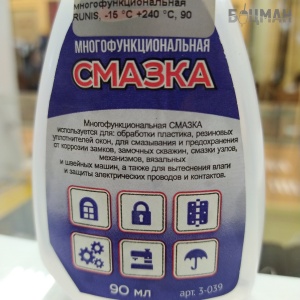 БОЦМАН
многофункциональная
RUNIS, -15 °C +240 °C, 90
МНОГОФУНКЦИОНАЛЬНАЯ
СМАЗКА
Многофункциональная СМАЗКА
используется для: обработки пластика, резиновых
уплотнителей окон, для смазывания и предохранения
от коррозии замков, замочных скважин, смазки узлов,
механизмов, вязальных
и швейных машин, а также для вытеснения влаги
и защиты электрических проводов и контактов.
90 мл
арт. 3-039